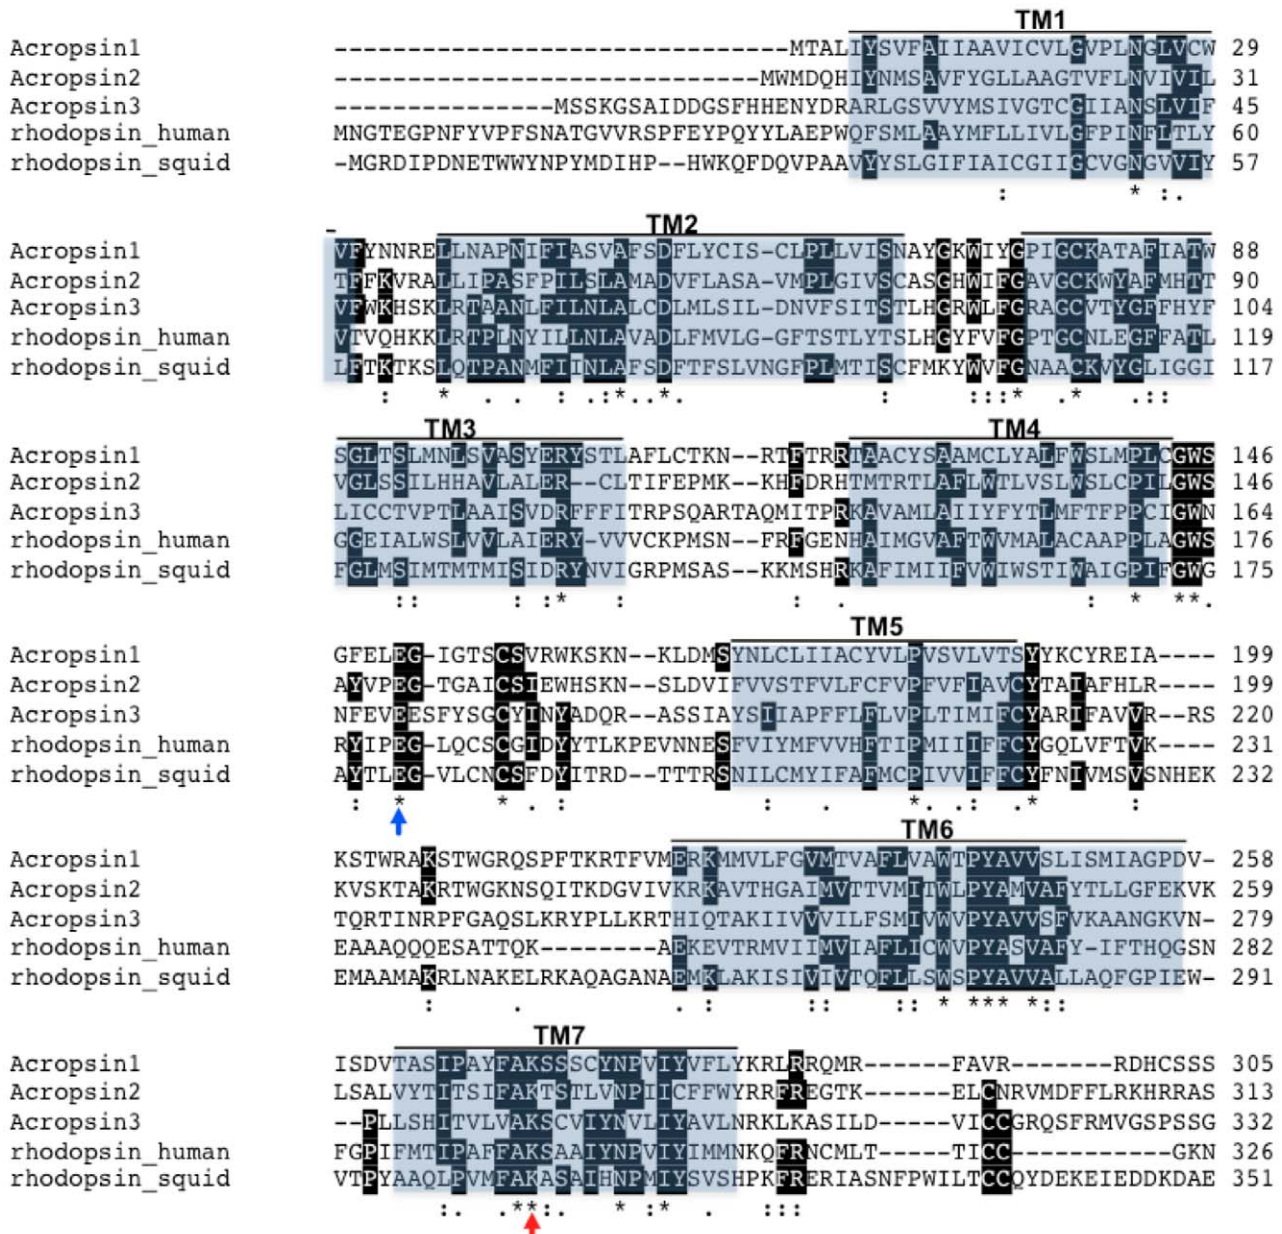 TM1
Acropsin1 -------------------------------MTALIYSVFAIIAAVICVLGVPLNGLVCW 29
Acropsin2 -----------------------------MWMDQHIYNMSAVFYGLLAAGTVFLNVIVIL 31
Acropsin3 ---------------MSSKGSAIDDGSFHHENYDRARLGSVVYMSIVGTCGIIANSLVIF 45
rhodopsin_human MNGTEGPNFYVPFSNATGVVRSPFEYPQYYLAEPWQFSMLAAYMFLLIVLGFPINFLTLY 60
rhodopsin_squid -MGRDIPDNETWWYNPYMDIHP--HWKQFDQVPAAVYYSLGIFIAICGIIGCVGNGVVIY 57
: * :.
TM2
Acropsin1 VFYNNRELLNAPNIFIASVAFSDFLYCIS-CLPLLVISNAYGKWIYGPIGCKATAFIATW 88
Acropsin2 TFFKVRALLIPASFPILSLAMADVFLASA-VMPLGIVSCASGHWIFGAVGCKWYAFMHTT 90
Acropsin3 VFWKHSKLRTAANLFILNLALCDLMLSIL-DNVFSITSTLHGRWLFGRAGCVTYGFFHYF 104
rhodopsin_human VTVQHKKLRTPLNYILLNLAVADLFMVLG-GFTSTLYTSLHGYFVFGPTGCNLEGFFATL 119
rhodopsin_squid LFTKTKSLQTPANMFIINLAFSDFTFSLVNGFPLMTISCFMKYWVFGNAACKVYGLIGGI 117
: * . . : .:*..*. : :::* .* .::
TM3 TM4
Acropsin1 SGLTSLMNLSVASYERYSTLAFLCTKN--RTFTRRTAACYSAAMCLYALFWSLMPLCGWS 146
Acropsin2 VGLSSILHHAVLALER--CLTIFEPMK--KHFDRHTMTRTLAFLWTLVSLWSLCPILGWS 146
Acropsin3 LICCTVPTLAAISVDRFFFITRPSQARTAQMITPRKAVAMLAIIYFYTLMFTFPPCIGWN 164
rhodopsin_human GGEIALWSLVVLAIERY-VVVCKPMSN--FRFGENHAIMGVAFTWVMALACAAPPLAGWS 176
rhodopsin_squid FGLMSIMTMTMISIDRYNVIGRPMSAS--KKMSHRKAFIMIIFVWIWSTIWAIGPIFGWG 175
:: : :* : : . : * **.
TM5
Acropsin1 GFELEG-IGTSCSVRWKSKN--KLDMSYNLCLIIACYVLPVSVLVTSYYKCYREIA---- 199
Acropsin2 AYVPEG-TGAICSIEWHSKN--SLDVIFVVSTFVLFCFVPFVFIAVCYTAIAFHLR---- 199
Acropsin3 NFEVEESFYSGCYINYADQR--ASSIAYSIIAPFFLFLVPLTIMIFCYARIFAVVR--RS 220
rhodopsin_human RYIPEG-LQCSCGIDYYTLKPEVNNESFVIYMFVVHFTIPMIIIFFCYGQLVFTVK---- 231
rhodopsin_squid AYTLEG-VLCNCSFDYITRD--TTTRSNILCMYIFAFMCPIVVIFFCYFNIVMSVSNHEK 232
: * * . : : . *. .: .* :
TM6
Acropsin1 KSTWRAKSTWGRQSPFTKRTFVMERKMMVLFGVMTVAFLVAWTPYAVVSLISMIAGPDV- 258
Acropsin2 KVSKTAKRTWGKNSQITKDGVIVKRKAVTHGAIMVTTVMITWLPYAMVAFYTLLGFEKVK 259
Acropsin3 TQRTINRPFGAQSLKRYPLLKRTHIQTAKIIVVVILFSMIVWVPYAVVSFVKAANGKVN- 279
rhodopsin_human EAAAQQQESATTQK---------AEKEVTRMVIIMVIAFLICWVPYASVAFY-IFTHQGSN 282
rhodopsin_squid EMAAMAKRLNAKELRKAQAGANAEMKLAKISIVIVTQFLLSWSPYAVVALLAQFGPIEW- 291
: . . : :: :: * *** *::
TM7
Acropsin1 ISDVTASIPAYFAKSSSCYNPVIYVFLYKRLRRQMR------FAVR-------RDHCSSS 305
Acropsin2 LSALVYTITSIFAKTSTLVNPIICFFWYRRFREGTK------ELCNRVMDFFLRKHRRAS 313
Acropsin3 --PLLSHITVLVAKSCVIYNVLIYAVLNRKLKASILD-----VICCGRQSFRMVGSPSSG 332
rhodopsin_human FGPIFMTIPAFFAKSAAIYNPVIYIMMNKQFRNCMLT-----TICC-----------GKN 326
rhodopsin_squid VTPYAAQLPVMFAKASAIHNPMIYSVSHPKFRERIASNFPWILTCCQYDEKEIEDDKDAE 351
:. .**:. * :* . :::